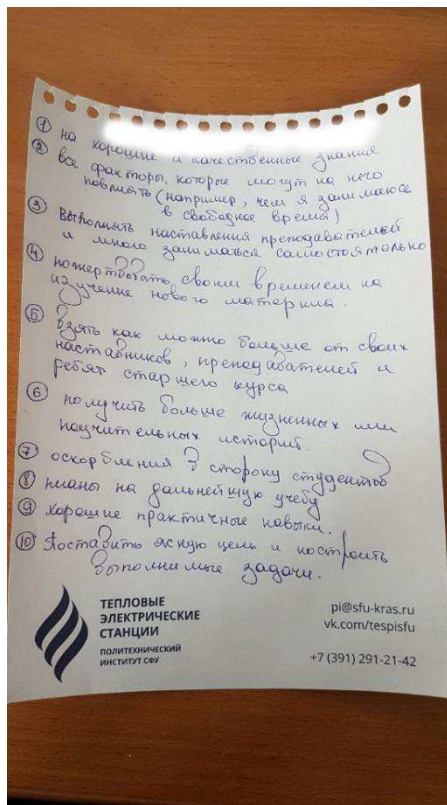 ① на хорошие и качественные знания
② все факторы, которые могут на него
повлиять (например, чем я занимаюсь
в свободное время)
③ выполнять наставления преподавателей
и много заниматься самостоятельно
④ пожертвовать своим временем на
изучение нового материла.
⑤ взять как можно больше от своих
наставников, преподавателей и
ребят старшего курса
⑥ получить больше жизненных или
поучительных историй.
⑦ оскорбления в сторону студентов
⑧ планы на дальнейшую учебу
⑨ хорошие практичные навыки.
⑩ Поставить ясную цель и построить
выполнимые задачи.
ТЕПЛОВЫЕ
ЭЛЕКТРИЧЕСКИЕ
СТАНЦИИ
ПОЛИТЕХНИЧЕСКИЙ
ИНСТИТУТ СФУ
pi@sfu-kras.ru
vk.com/tespisfu
+7 (391) 291-21-42